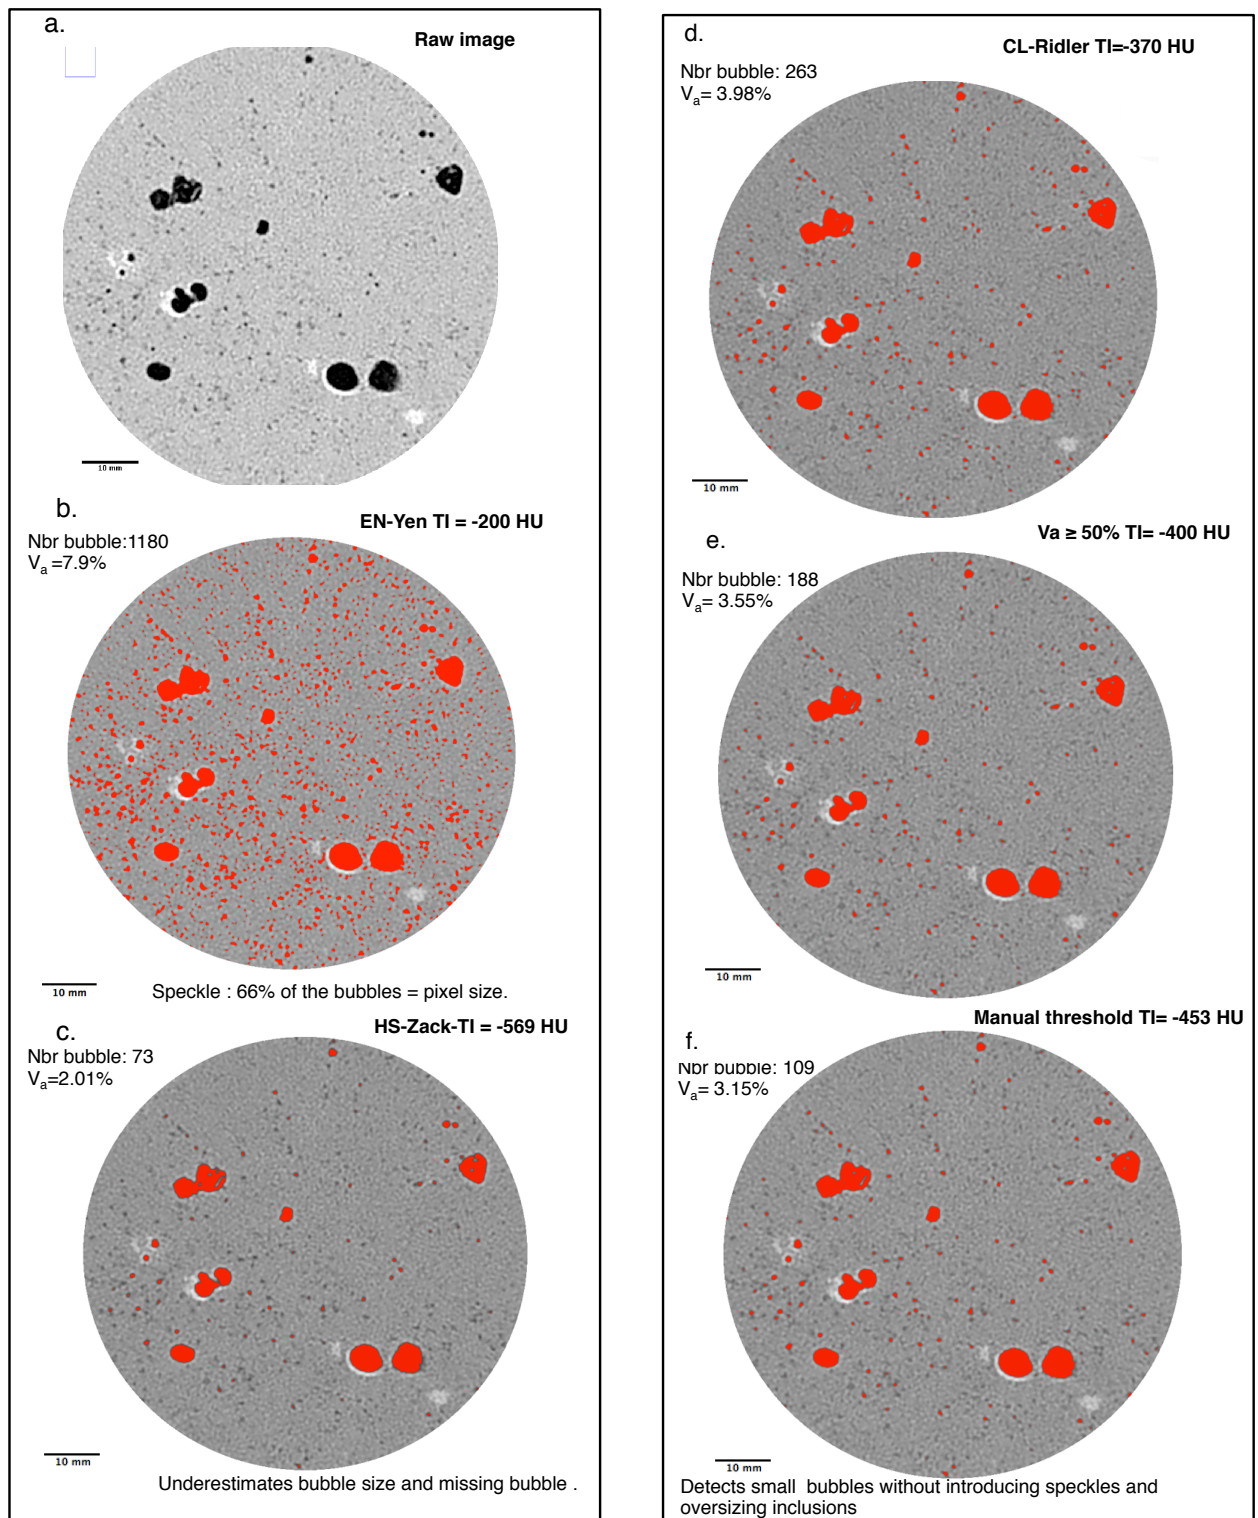 a.
Raw image
10 mm
b.
EN-Yen TI = -200 HU
Nbr bubble:1180
Va =7.9%
10 mm
Speckle : 66% of the bubbles = pixel size.
c.
HS-Zack-TI = -569 HU
Nbr bubble: 73
Va=2.01%
10 mm
Underestimates bubble size and missing bubble .
d.
CL-Ridler TI=-370 HU
Nbr bubble: 263
Va= 3.98%
10 mm
Va ≥ 50% TI= -400 HU
e.
Nbr bubble: 188
Va= 3.55%
10 mm
Manual threshold TI= -453 HU
f.
Nbr bubble: 109
Va= 3.15%
10 mm
Detects small bubbles without introducing speckles and
oversizing inclusions